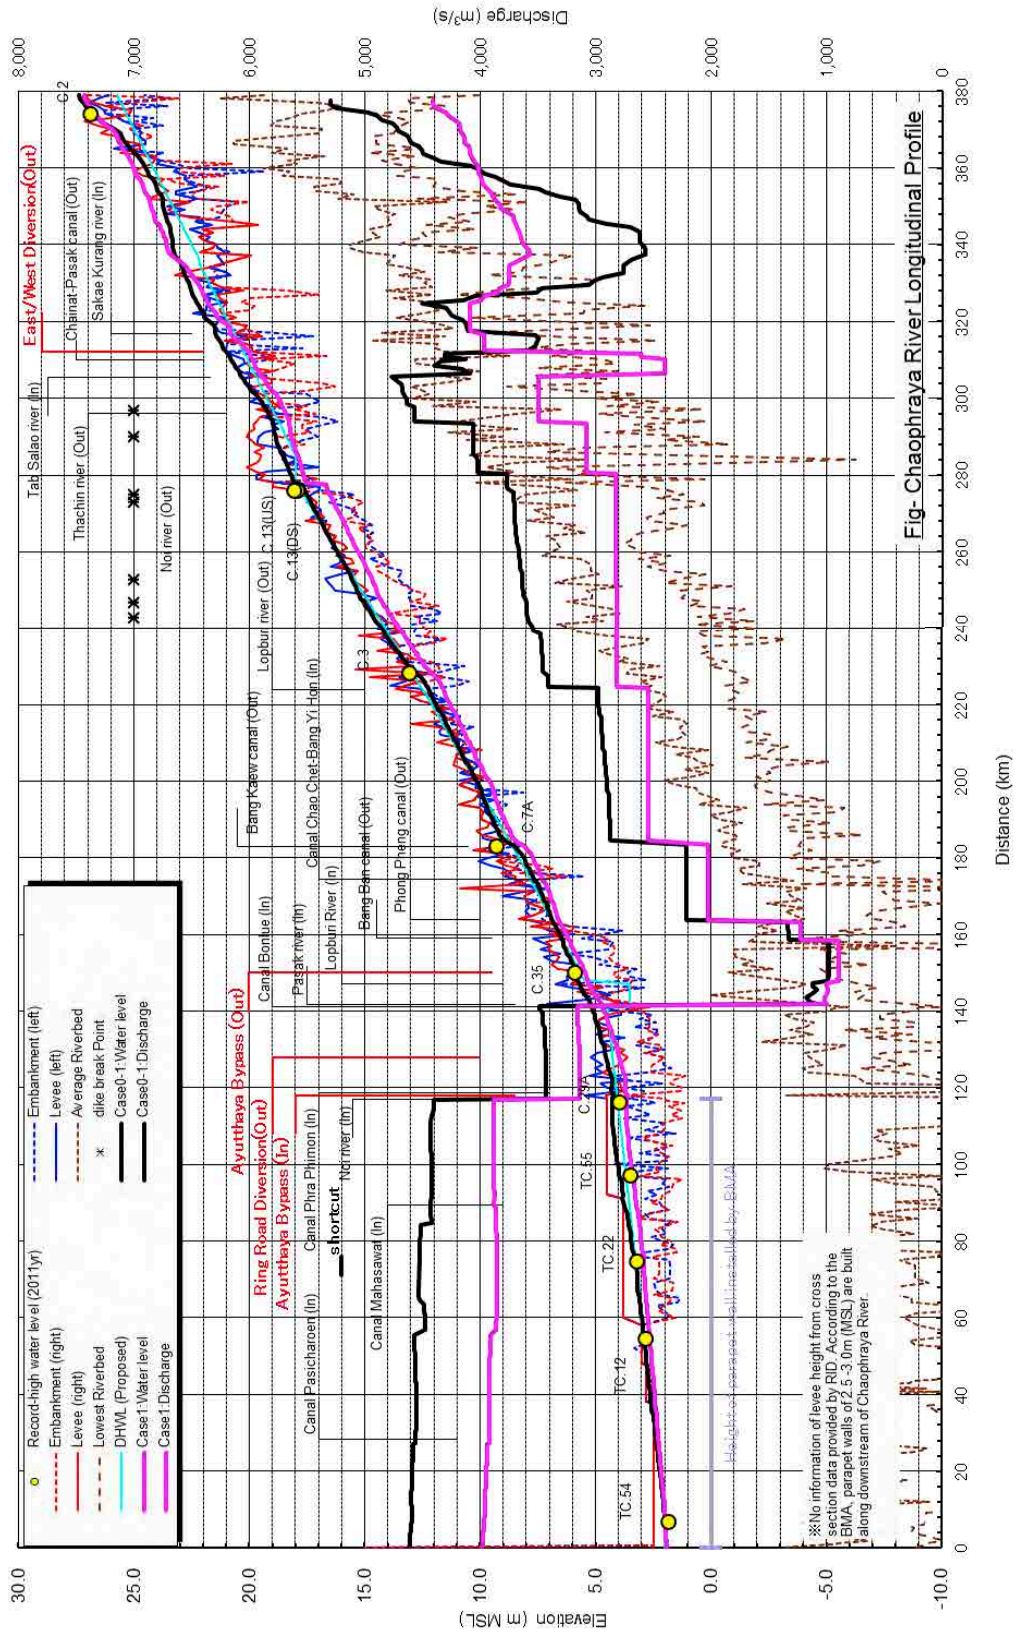 Fig- Chaophraya River Longitudinal Profile
Elevation (m MSL)
30.0
25.0
20.0
15.0
10.0
5.0
0.0
-5.0
-10.0
Discharge (m³/s)
8,000
7,000
6,000
5,000
4,000
3,000
2,000
1,000
0
Distance (km)
0
20
40
60
80
100
120
140
160
180
200
220
240
260
280
300
320
340
360
380
Record-high water level (2011yr)
Embankment (right)
Levee (right)
Lowest Riverbed
DHWL (Proposed)
Case1:Water level
Case1:Discharge
Embankment (left)
Levee (left)
Average Riverbed
dike break Point
Case0-1:Water level
Case0-1:Discharge
East/West Diversion(Out)
Tab Salao river (In)
Chainat-Pasak canal (Out)
Sakae Kurang river (In)
Thachin river (Out)
Noi river (Out)
Lopburi river (Out)
Bang Kaew canal (Out)
Canal Chao Chet-Bang Yi Hon (In)
Bang Ban canal (Out)
Phong Pheng canal (Out)
Canal Bontue (In)
Pasak river (In)
Lopburi River (In)
Ayutthaya Bypass (Out)
Ring Road Diversion(Out)
Ayutthaya Bypass (In)
Canal Phra Phimon (In)
Noi river (In)
shortcut
Canal Pasicharoen (In)
Canal Mahasawat (In)
C.2
C.13(US)
C.13(DS)
C.3
C.7A
C.35
C.29A
TC.55
TC.22
TC.12
TC.54
Height of parapet wall installed by BMA
※No information of levee height from cross
section data provided by RID. According to the
BMA, parapet walls of 2.5 -3.0m (MSL) are built
along downstream of Chaophraya River.